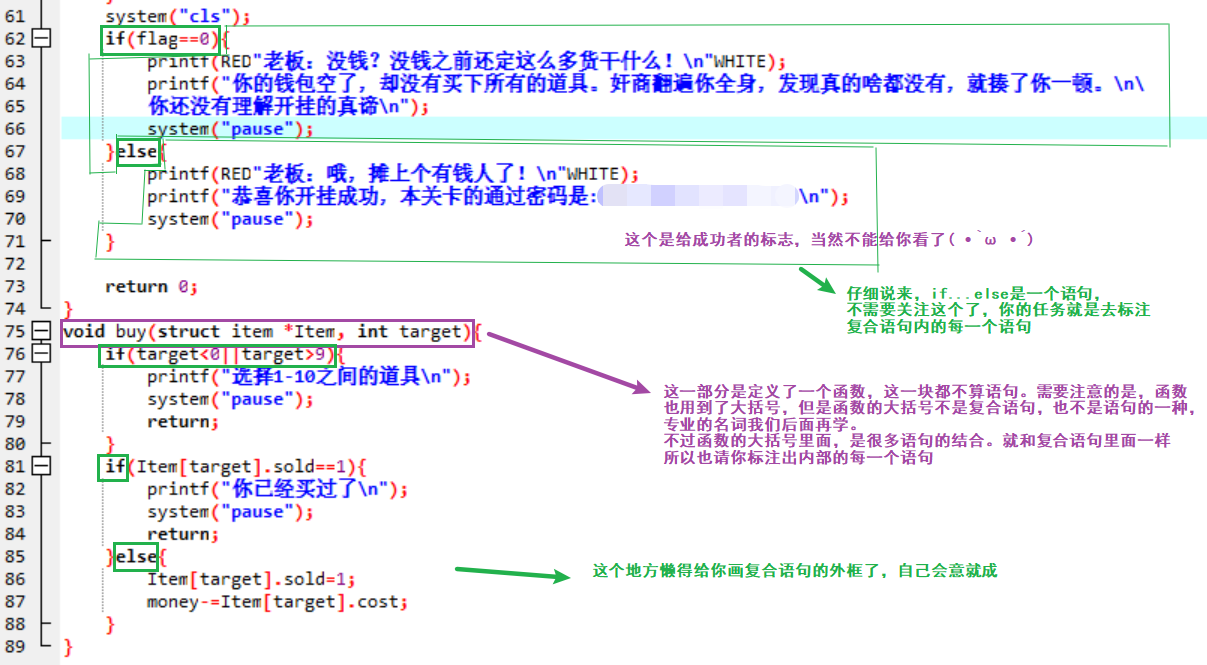 61 system("cls");
62 if(flag==0){
63 printf(RED"老板：没钱？没钱之前还定这么多货干什么！\n"WHITE);
64 printf("你的钱包空了，却没有买下所有的道具。奸商翻遍你全身，发现真的啥都没有，就揍了你一顿。\n\
65 你还没有理解开挂的真谛\n");
66 system("pause");
67 }else{
68 printf(RED"老板：哦，摊上个有钱人了！\n"WHITE);
69 printf("恭喜你开挂成功，本关卡的通过密码是: \n");
70 system("pause");
71 }
这个是给成功者的标志，当然不能给你看了( •`ω •´)
72
73 return 0;
仔细说来，if...else是一个语句，
不需要关注这个了，你的任务就是去标注
复合语句内的每一个语句
74 }
75 void buy(struct item *Item, int target){
76 if(target<0||target>9){
77 printf("选择1-10之间的道具\n");
78 system("pause");
79 return;
80 }
这一部分是定义了一个函数，这一块都不算语句。需要注意的是，函数
也用到了大括号，但是函数的大括号不是复合语句，也不是语句的一种，
专业的名词我们后面再学。
不过函数的大括号里面，是很多语句的结合。就和复合语句里面一样
所以也请你标注出内部的每一个语句
81 if(Item[target].sold==1){
82 printf("你已经买过了\n");
83 system("pause");
84 return;
85 }else{
86 Item[target].sold=1;
这个地方懒得给你画复合语句的外框了，自己会意就成
87 money-=Item[target].cost;
88 }
89 }